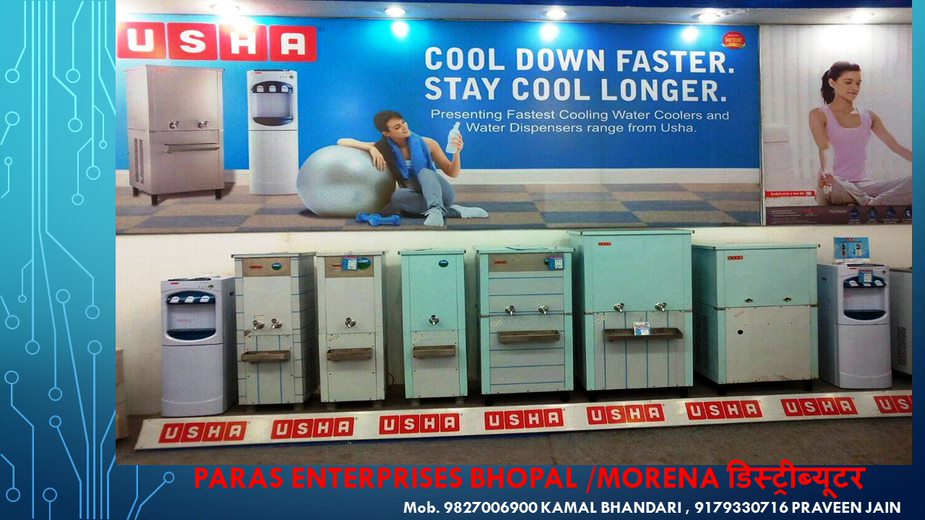 USHA
COOL DOWN FASTER.
STAY COOL LONGER.
Presenting Fastest Cooling Water Coolers and
Water Dispensers range from Usha.
USHA USHA USHA USHA USHA USHA USHA USHA
PARAS ENTERPRISES BHOPAL /MORENA डिस्ट्रीब्यूटर
Mob. 9827006900 KAMAL BHANDARI , 9179330716 PRAVEEN JAIN